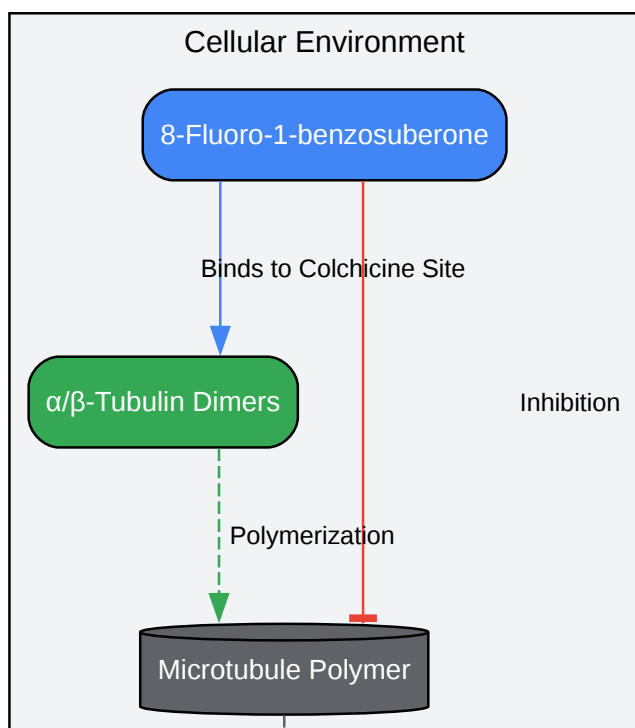 Cellular Environment
8-Fluoro-1-benzosuberone
Binds to Colchicine Site
α/β-Tubulin Dimers
Inhibition
Polymerization
Microtubule Polymer